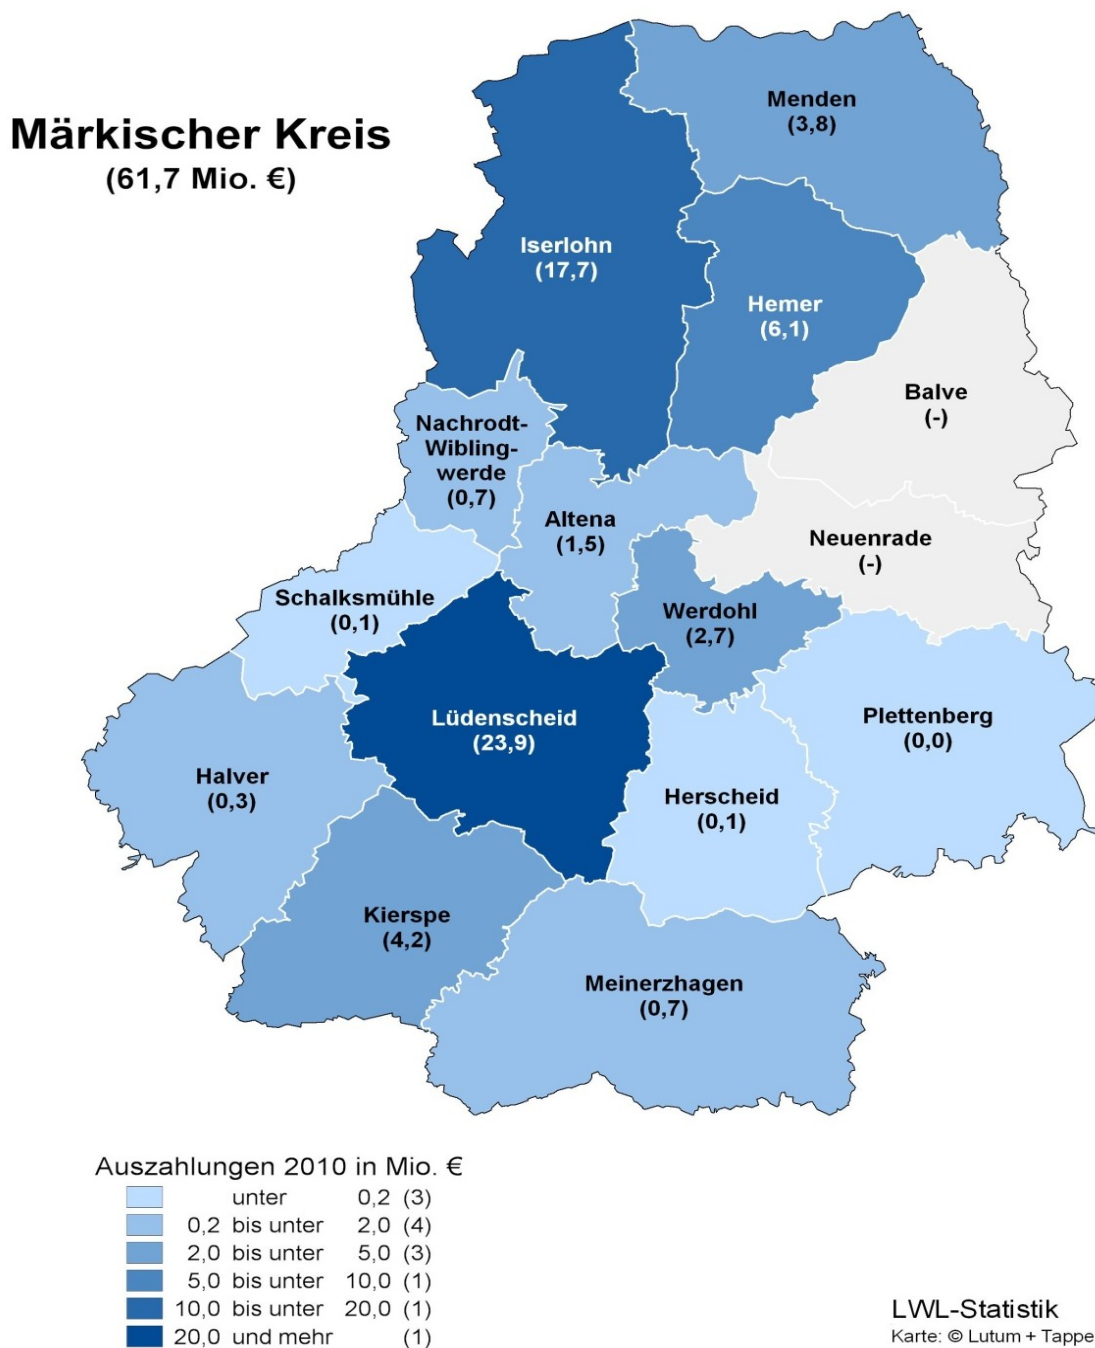 Märkischer Kreis
(61,7 Mio. €)
Menden
(3,8)
Iserlohn
(17,7)
Hemer
(6,1)
Balve
(-)
Nachrodt-
Wibling-
werde
(0,7)
Altena
(1,5)
Neuenrade
(-)
Schalksmühle
(0,1)
Werdohl
(2,7)
Lüdenscheid
(23,9)
Plettenberg
(0,0)
Halver
(0,3)
Herscheid
(0,1)
Kierspe
(4,2)
Meinerzhagen
(0,7)
Auszahlungen 2010 in Mio. €
unter 0,2 (3)
0,2 bis unter 2,0 (4)
2,0 bis unter 5,0 (3)
5,0 bis unter 10,0 (1)
10,0 bis unter 20,0 (1)
20,0 und mehr (1)
LWL-Statistik
Karte: © Lutum + Tappert